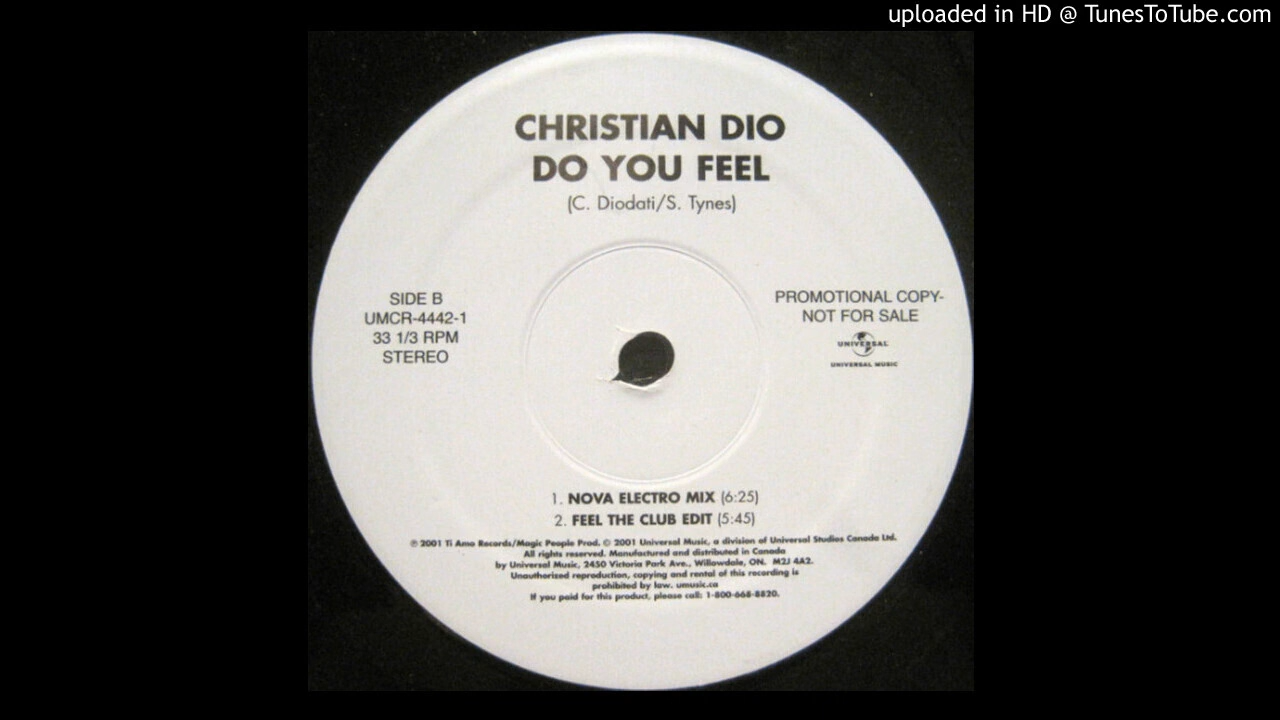 uploaded in HD @ TunesToTube.com
CHRISTIAN DIO
DO YOU FEEL
(C. Diodati/S. Tynes)
SIDE B
UMCR-4442-1
33 1/3 RPM
STEREO
PROMOTIONAL COPY-
NOT FOR SALE
UNIVERSAL
UNIVERSAL MUSIC
1. NOVA ELECTRO MIX (6:25)
2. FEEL THE CLUB EDIT (5:45)
℗ 2001 Ti Amo Records/Magic People Prod. © 2001 Universal Music, a division of Universal Studios Canada Ltd.
All rights reserved. Manufactured and distributed in Canada
by Universal Music, 2450 Victoria Park Ave., Willowdale, ON. M2J 4A2.
Unauthorized reproduction, copying and rental of this recording is
prohibited by law. umusic.ca
If you paid for this product, please call: 1-800-668-8820.